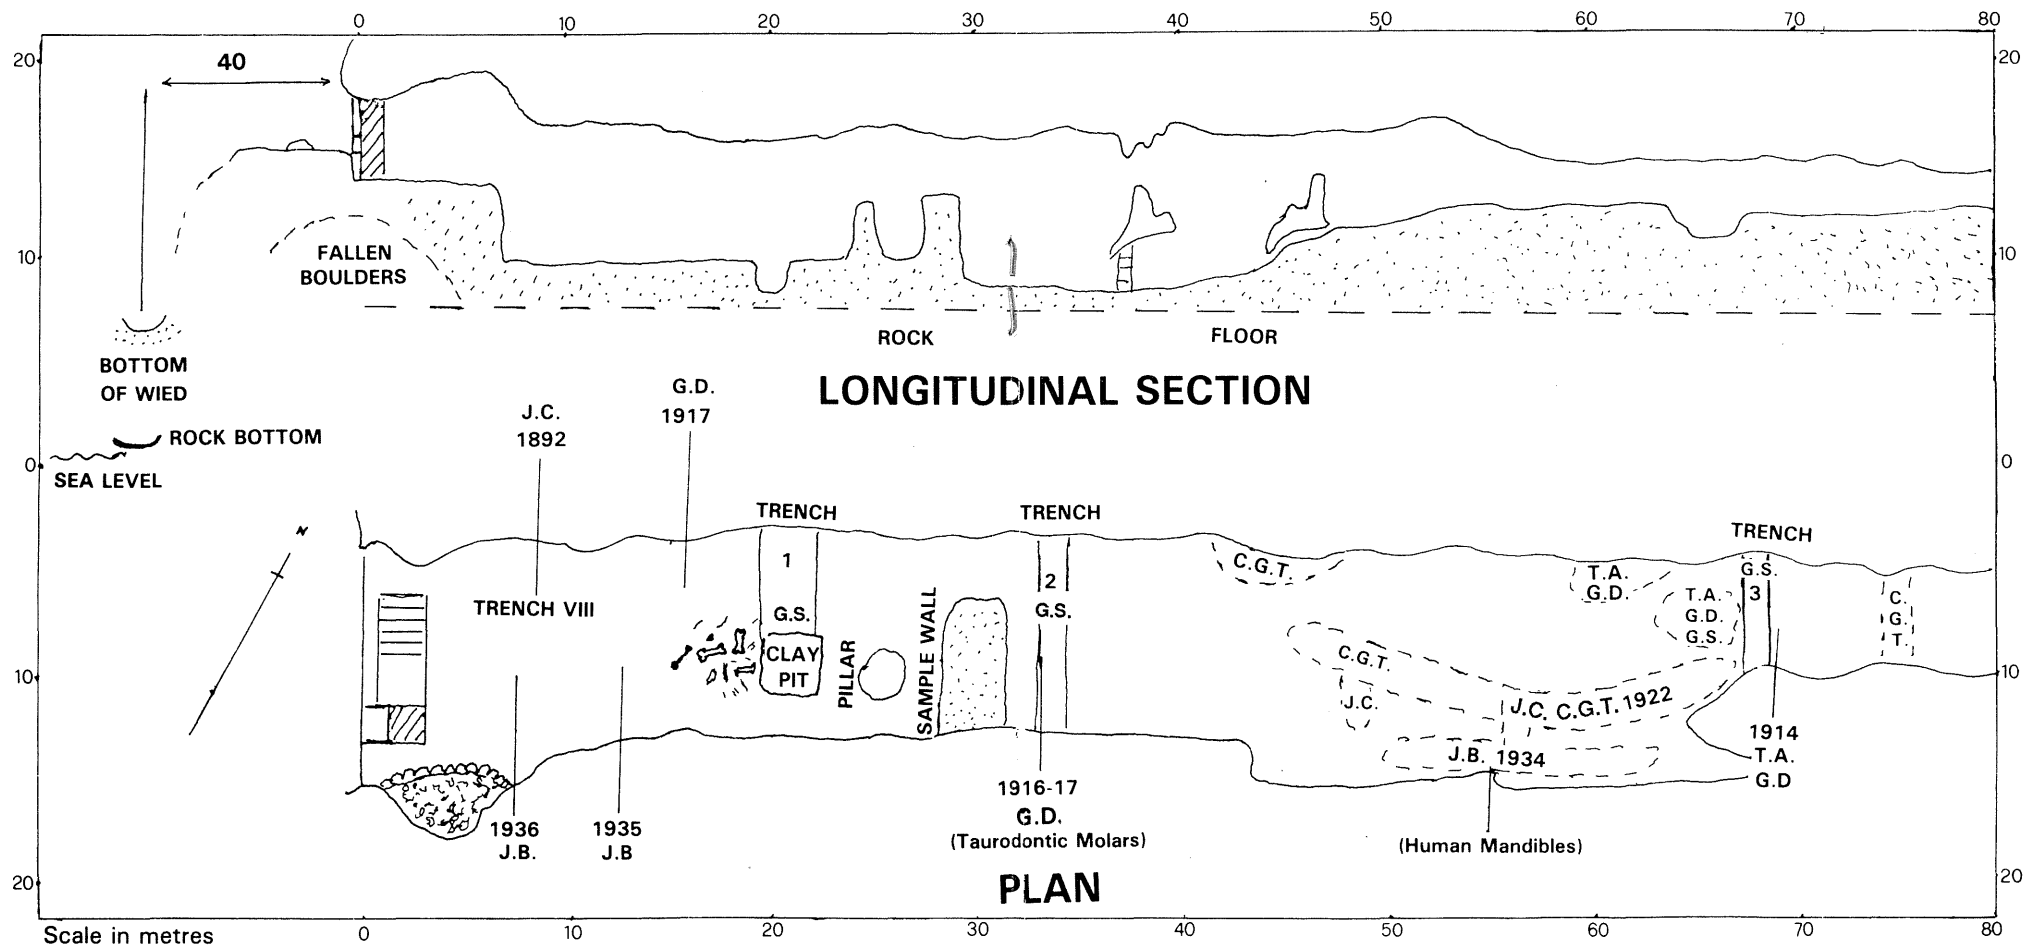 0 10 20 30 40 50 60 70 80
20 20
40
FALLEN
BOULDERS
10 10
ROCK FLOOR
BOTTOM
OF WIED
LONGITUDINAL SECTION
G.D.
1917
J.C.
1892
ROCK BOTTOM
0 0
SEA LEVEL
N
TRENCH TRENCH TRENCH
1
2
G.S.
3
C.G.T.
T.A.
G.D.
T.A.
G.D.
G.S.
C.
G.
T.
TRENCH VIII
G.S.
G.S.
CLAY
PIT
PILLAR
SAMPLE WALL
C.G.T.
J.C.
J.C. C.G.T. 1922
10 10
J.B. 1934
1914
T.A.
G.D
1936
J.B.
1935
J.B
1916-17
G.D.
(Taurodontic Molars)
(Human Mandibles)
20 20
PLAN
Scale in metres
0 10 20 30 40 50 60 70 80